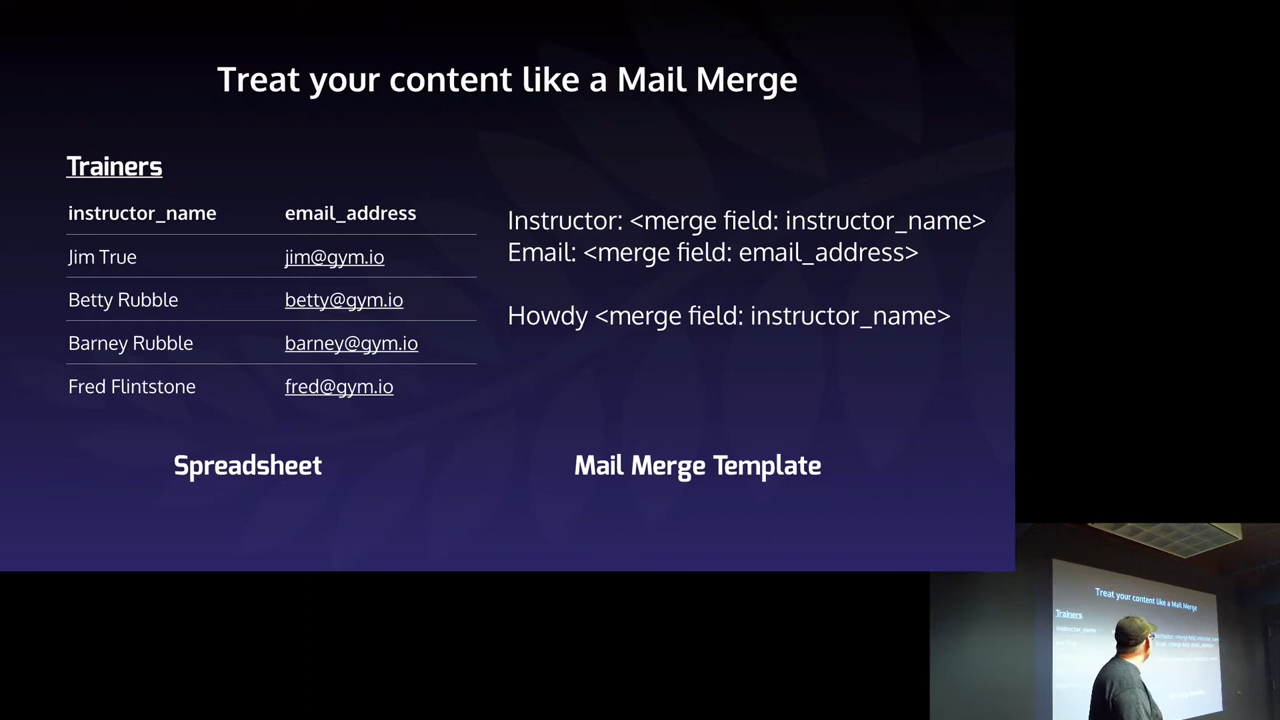 Treat your content like a Mail Merge
Trainers
instructor_name email_address
Jim True jim@gym.io
Betty Rubble betty@gym.io
Barney Rubble barney@gym.io
Fred Flintstone fred@gym.io
Spreadsheet
Instructor: <merge field: instructor_name>
Email: <merge field: email_address>
Howdy <merge field: instructor_name>
Mail Merge Template
Treat your content like a Mail Merge
Trainers
instructor_name